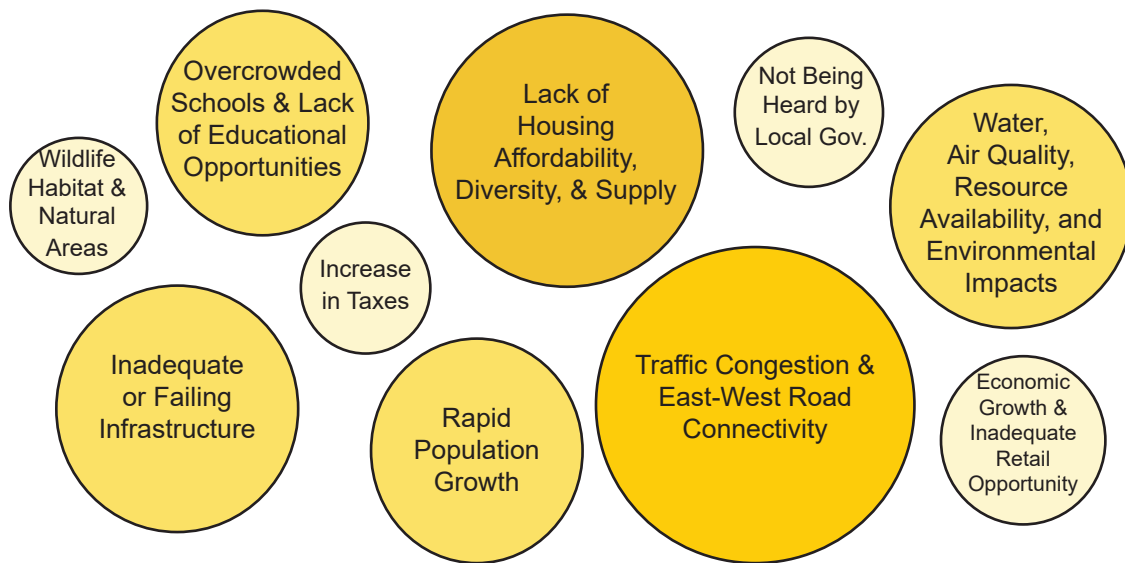 Overcrowded
Schools & Lack
of Educational
Opportunities
Lack of
Housing
Affordability,
Diversity, & Supply
Not Being
Heard by
Local Gov.
Water,
Air Quality,
Resource
Availability, and
Environmental
Impacts
Wildlife
Habitat &
Natural
Areas
Increase
in Taxes
Inadequate
or Failing
Infrastructure
Rapid
Population
Growth
Traffic Congestion &
East-West Road
Connectivity
Economic
Growth &
Inadequate
Retail
Opportunity